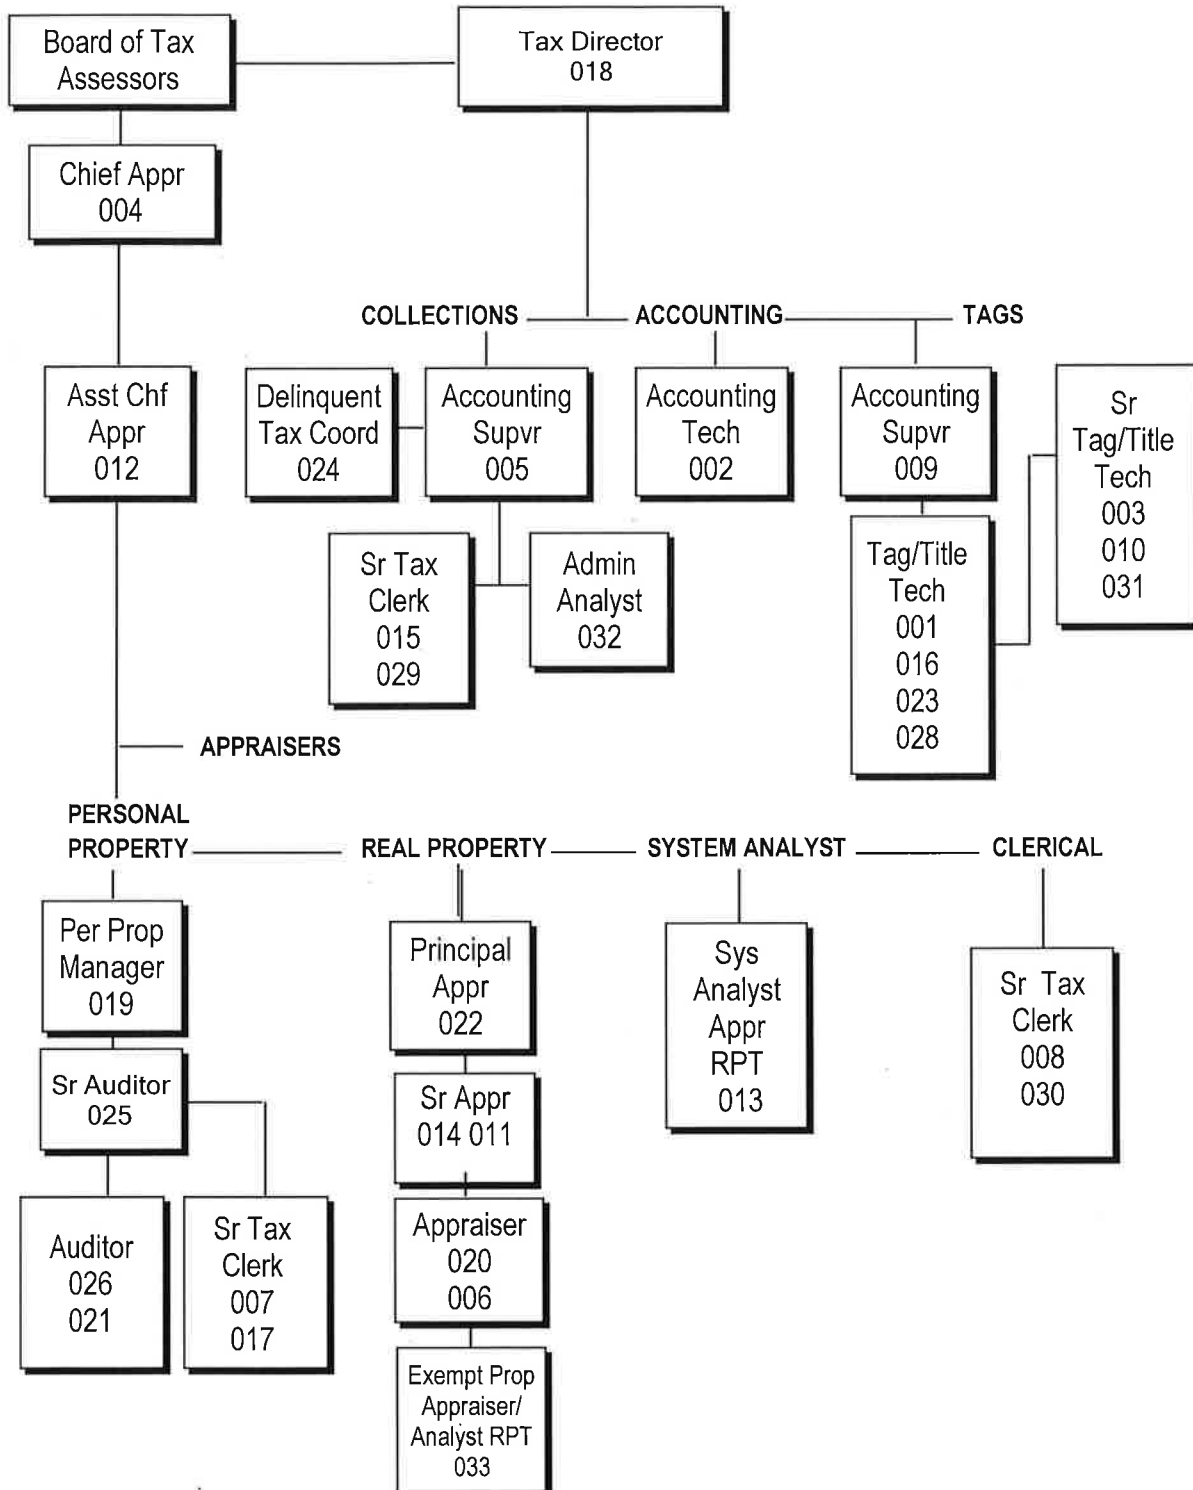 Board of Tax
Assessors
Tax Director
018
Chief Appr
004
COLLECTIONS
ACCOUNTING
TAGS
Asst Chf
Appr
012
Delinquent
Tax Coord
024
Accounting
Supvr
005
Accounting
Tech
002
Accounting
Supvr
009
Sr
Tag/Title
Tech
003
010
031
Sr Tax
Clerk
015
029
Admin
Analyst
032
Tag/Title
Tech
001
016
023
028
APPRAISERS
PERSONAL
PROPERTY
REAL PROPERTY
SYSTEM ANALYST
CLERICAL
Per Prop
Manager
019
Principal
Appr
022
Sys
Analyst
Appr
RPT
013
Sr Tax
Clerk
008
030
Sr Auditor
025
Sr Appr
014 011
Auditor
026
021
Sr Tax
Clerk
007
017
Appraiser
020
006
Exempt Prop
Appraiser/
Analyst RPT
033